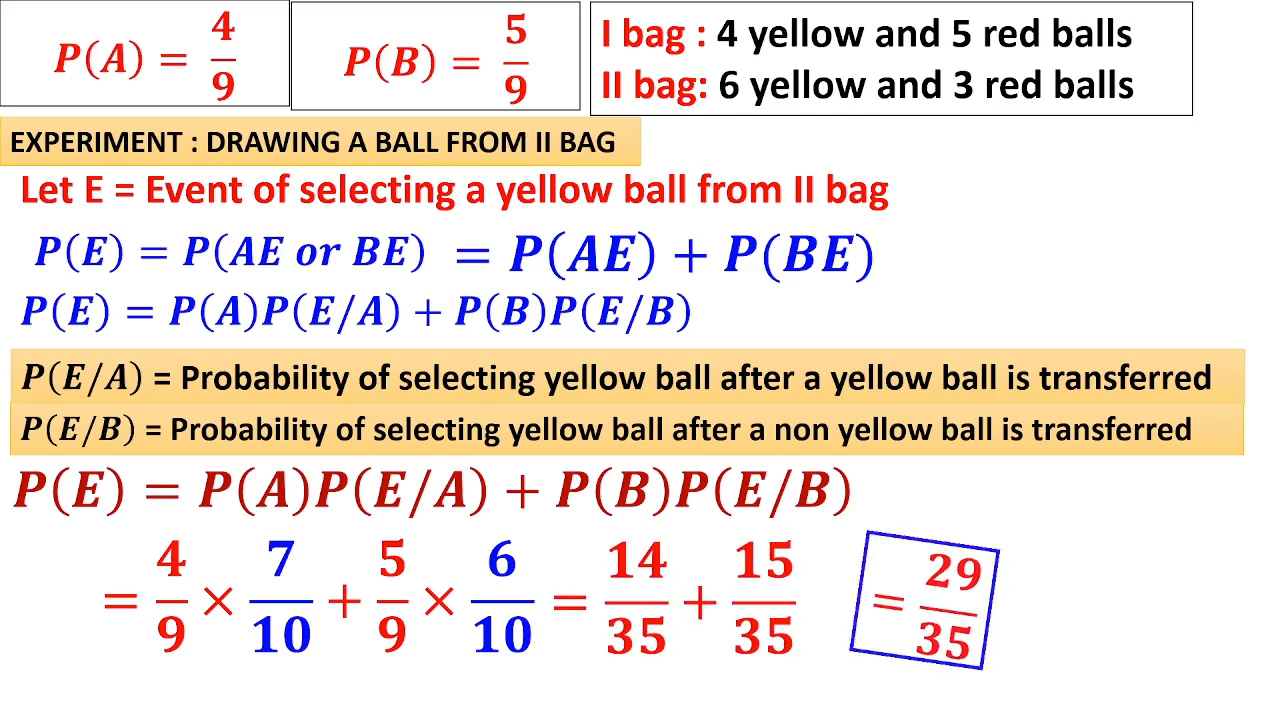 P(A) = 4/9
P(B) = 5/9
I bag : 4 yellow and 5 red balls
II bag: 6 yellow and 3 red balls
EXPERIMENT : DRAWING A BALL FROM II BAG
Let E = Event of selecting a yellow ball from II bag
P(E) = P(AE or BE) = P(AE) + P(BE)
P(E) = P(A)P(E/A) + P(B)P(E/B)
P(E/A) = Probability of selecting yellow ball after a yellow ball is transferred
P(E/B) = Probability of selecting yellow ball after a non yellow ball is transferred
P(E) = P(A)P(E/A) + P(B)P(E/B)
= 4/9 × 7/10 + 5/9 × 6/10 = 14/35 + 15/35 = 29/35